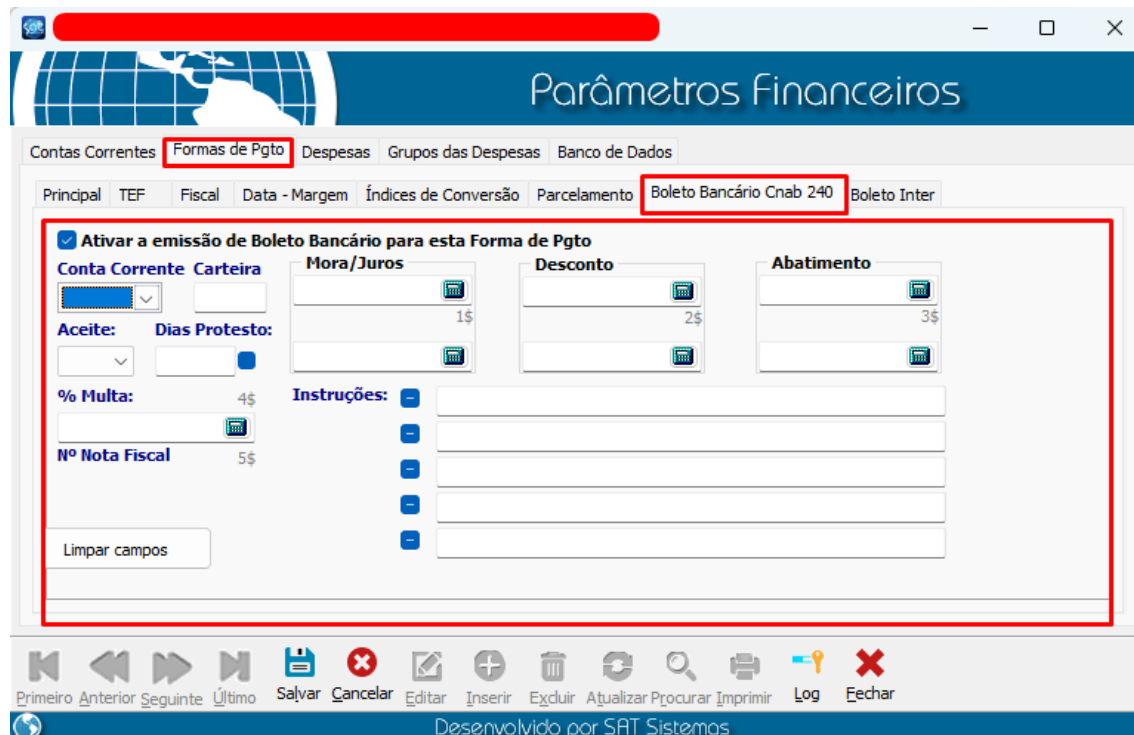 Parâmetros Financeiros
Contas Correntes Formas de Pgto Despesas Grupos das Despesas Banco de Dados
Principal TEF Fiscal Data - Margem Índices de Conversão Parcelamento Boleto Bancário Cnab 240 Boleto Inter
Ativar a emissão de Boleto Bancário para esta Forma de Pgto
Conta Corrente Carteira Mora/Juros Desconto Abatimento
1$ 2$ 3$
Aceite: Dias Protesto:
% Multa: 4$ Instruções:
Nº Nota Fiscal 5$
Limpar campos
Primeiro Anterior Seguinte Último Salvar Cancelar Editar Inserir Excluir Atualizar Procurar Imprimir Log Fechar
Desenvolvido por SAT Sistemas